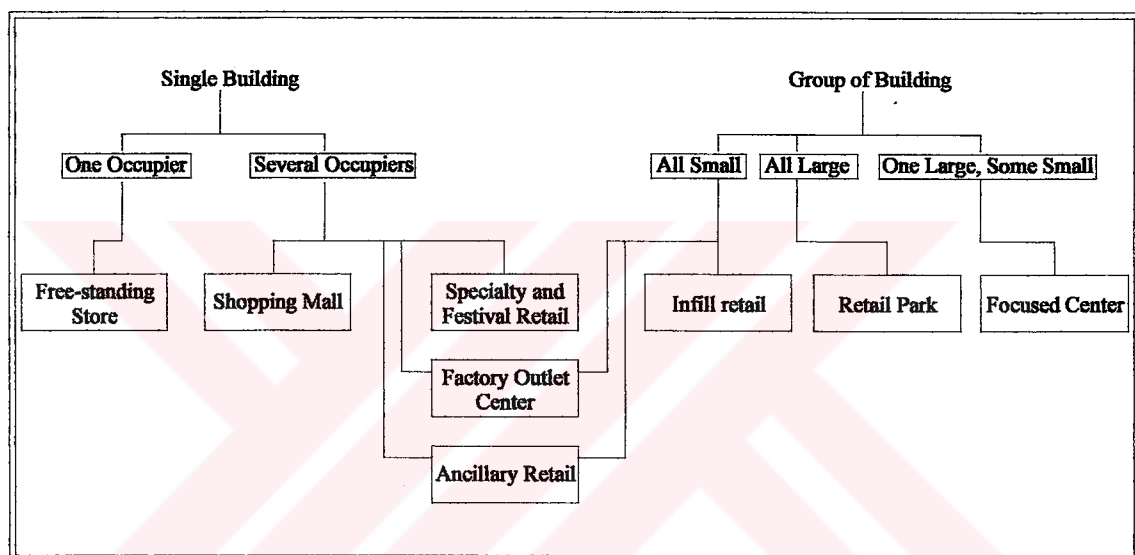 Single Building
Group of Building
One Occupier
Several Occupiers
All Small
All Large
One Large, Some Small
Free-standing
Store
Shopping Mall
Specialty and
Festival Retail
Infill retail
Retail Park
Focused Center
Factory Outlet
Center
Ancillary Retail